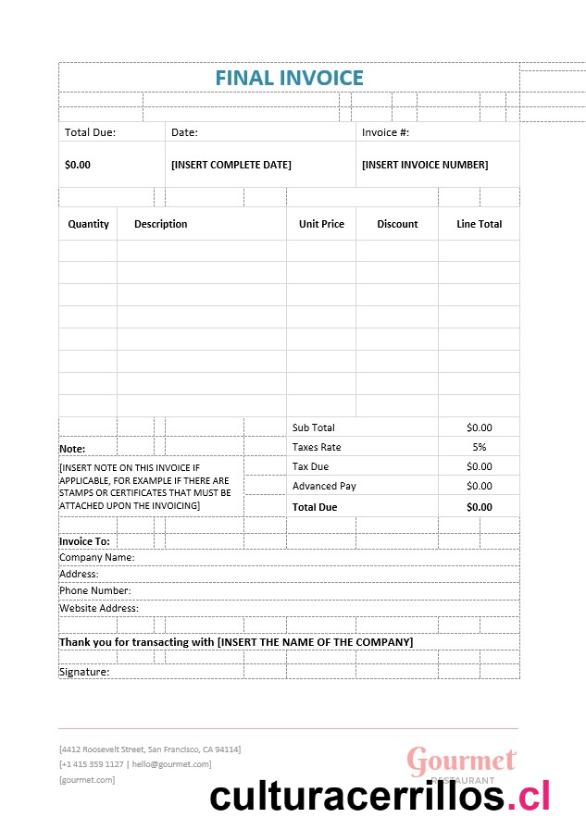 FINAL INVOICE
Total Due: Date: Invoice #:
$0.00 [INSERT COMPLETE DATE] [INSERT INVOICE NUMBER]
Quantity Description Unit Price Discount Line Total
Sub Total $0.00
Taxes Rate 5%
Tax Due $0.00
Advanced Pay $0.00
Total Due $0.00
Note:
[INSERT NOTE ON THIS INVOICE IF
APPLICABLE, FOR EXAMPLE IF THERE ARE
STAMPS OR CERTIFICATES THAT MUST BE
ATTACHED UPON THE INVOICING]
Invoice To:
Company Name:
Address:
Phone Number:
Website Address:
Thank you for transacting with [INSERT THE NAME OF THE COMPANY]
Signature:
[4412 Roosevelt Street, San Francisco, CA 94114]
[+1 415 359 1127 | hello@gourmet.com]
[gourmet.com]
Gourmet
RESTAURANT
culturacerrillos.cl